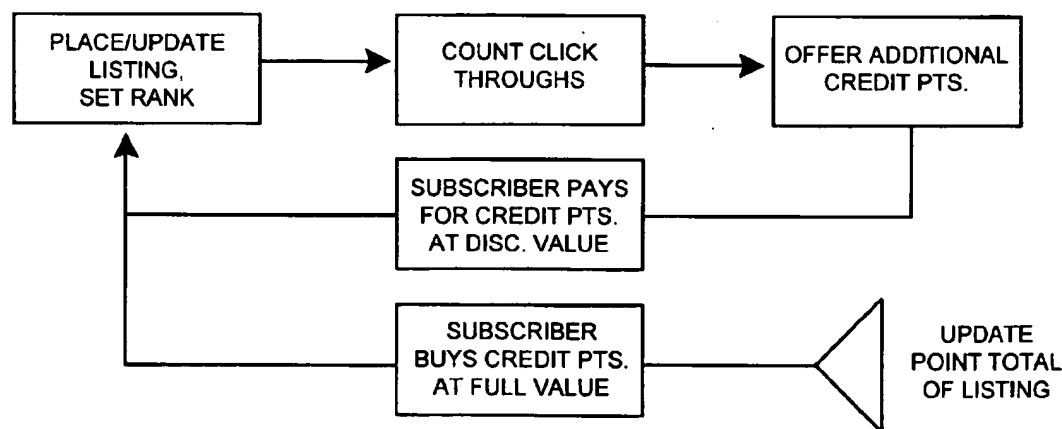 PLACE/UPDATE
LISTING,
SET RANK
COUNT CLICK
THROUGHS
OFFER ADDITIONAL
CREDIT PTS.
SUBSCRIBER PAYS
FOR CREDIT PTS.
AT DISC. VALUE
SUBSCRIBER
BUYS CREDIT PTS.
AT FULL VALUE
UPDATE
POINT TOTAL
OF LISTING